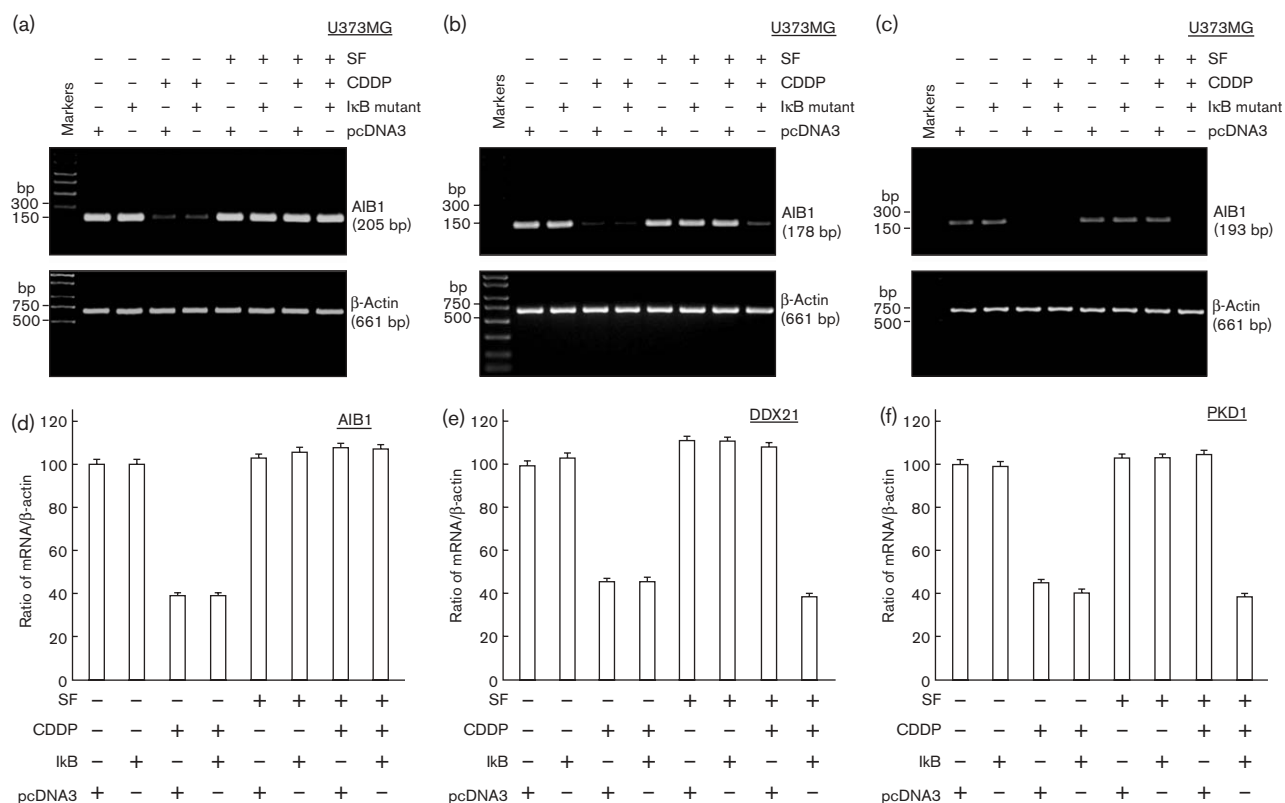 (a)
U373MG
– – – – + + + + SF
– – + + – – + + CDDP
– + – + – + – + IκB mutant
+ – + – + – + – pcDNA3
Markers
bp
300
150
AIB1
(205 bp)
bp
750
500
β-Actin
(661 bp)
(b)
U373MG
– – – – + + + + SF
– – + + – – + + CDDP
– + – + – + – + IκB mutant
+ – + – + – + – pcDNA3
Markers
bp
300
150
AIB1
(178 bp)
bp
750
500
β-Actin
(661 bp)
(c)
U373MG
– – – – + + + + SF
– – + + – – + + CDDP
– + – + – + – + IκB mutant
+ – + – + – + – pcDNA3
Markers
bp
300
150
AIB1
(193 bp)
bp
750
500
β-Actin
(661 bp)
(d)
AIB1
Ratio of mRNA/β-actin
120
100
80
60
40
20
0
SF – – – – + + + +
CDDP – – + + – – + +
IkB – + – + – + – +
pcDNA3 + – + – + – + –
(e)
DDX21
Ratio of mRNA/β-actin
120
100
80
60
40
20
0
SF – – – – + + + +
CDDP – – + + – – + +
IkB – + – + – + – +
pcDNA3 + – + – + – + –
(f)
PKD1
Ratio of mRNA/β-actin
120
100
80
60
40
20
0
SF – – – – + + + +
CDDP – – + + – – + +
IkB – + – + – + – +
pcDNA3 + – + – + – + –